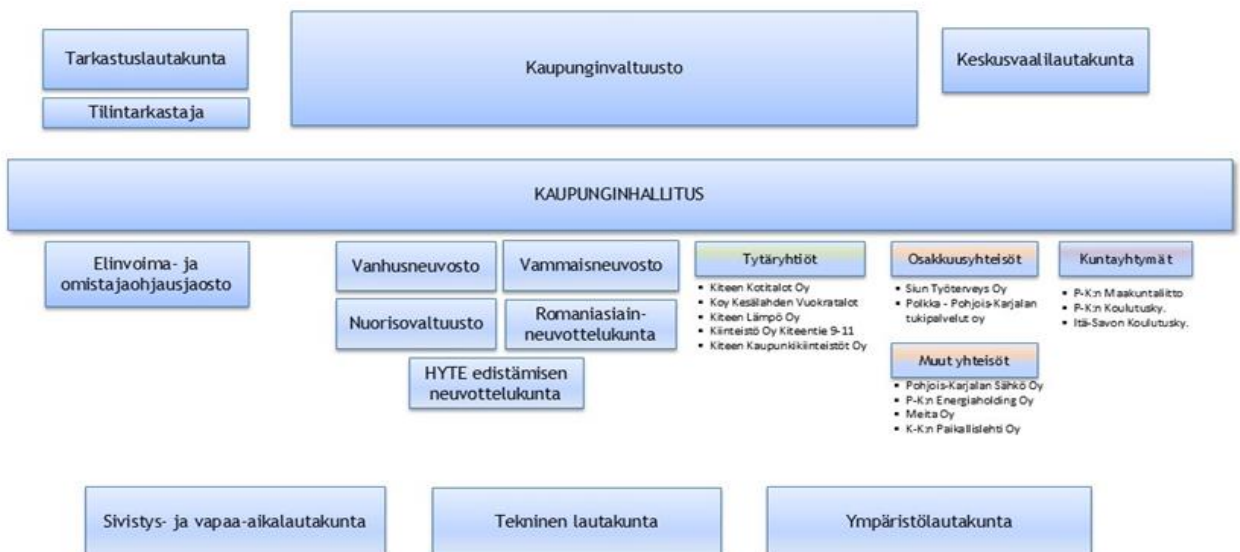 Tarkastuslautakunta
Tilintarkastaja
Kaupunginvaltuusto
Keskusvaalilautakunta
KAUPUNGINHALLITUS
Elinvoima- ja
omistajaohjausjaosto
Vanhusneuvosto
Vammaisneuvosto
Nuorisovaltuusto
Romaniasiain-
neuvottelukunta
HYTE edistämisen
neuvottelukunta
Tytäryhtiöt
▪ Kiteen Kotitalot Oy
▪ Koy Kesälahden Vuokratalot
▪ Kiteen Lämpö Oy
▪ Kiinteistö Oy Kiteentie 9-11
▪ Kiteen Kaupunkikiinteistöt Oy
Osakkuusyhteisöt
▪ Siun Työterveys Oy
▪ Polkka - Pohjois-Karjalan
tukipalvelut oy
Muut yhteisöt
▪ Pohjois-Karjalan Sähkö Oy
▪ P-K:n Energiaholding Oy
▪ Meita Oy
▪ K-K:n Paikallislehti Oy
Kuntayhtymät
▪ P-K:n Maakuntaliitto
▪ P-K:n Koulutusky.
▪ Itä-Savon Koulutusky.
Sivistys- ja vapaa-aikalautakunta
Tekninen lautakunta
Ympäristölautakunta